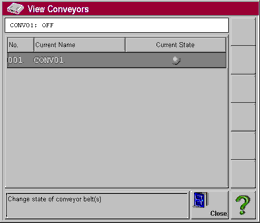 View Conveyors
CONV01: OFF
No. Current Name Current State
001 CONV01
Change state of conveyor belt(s)
Close